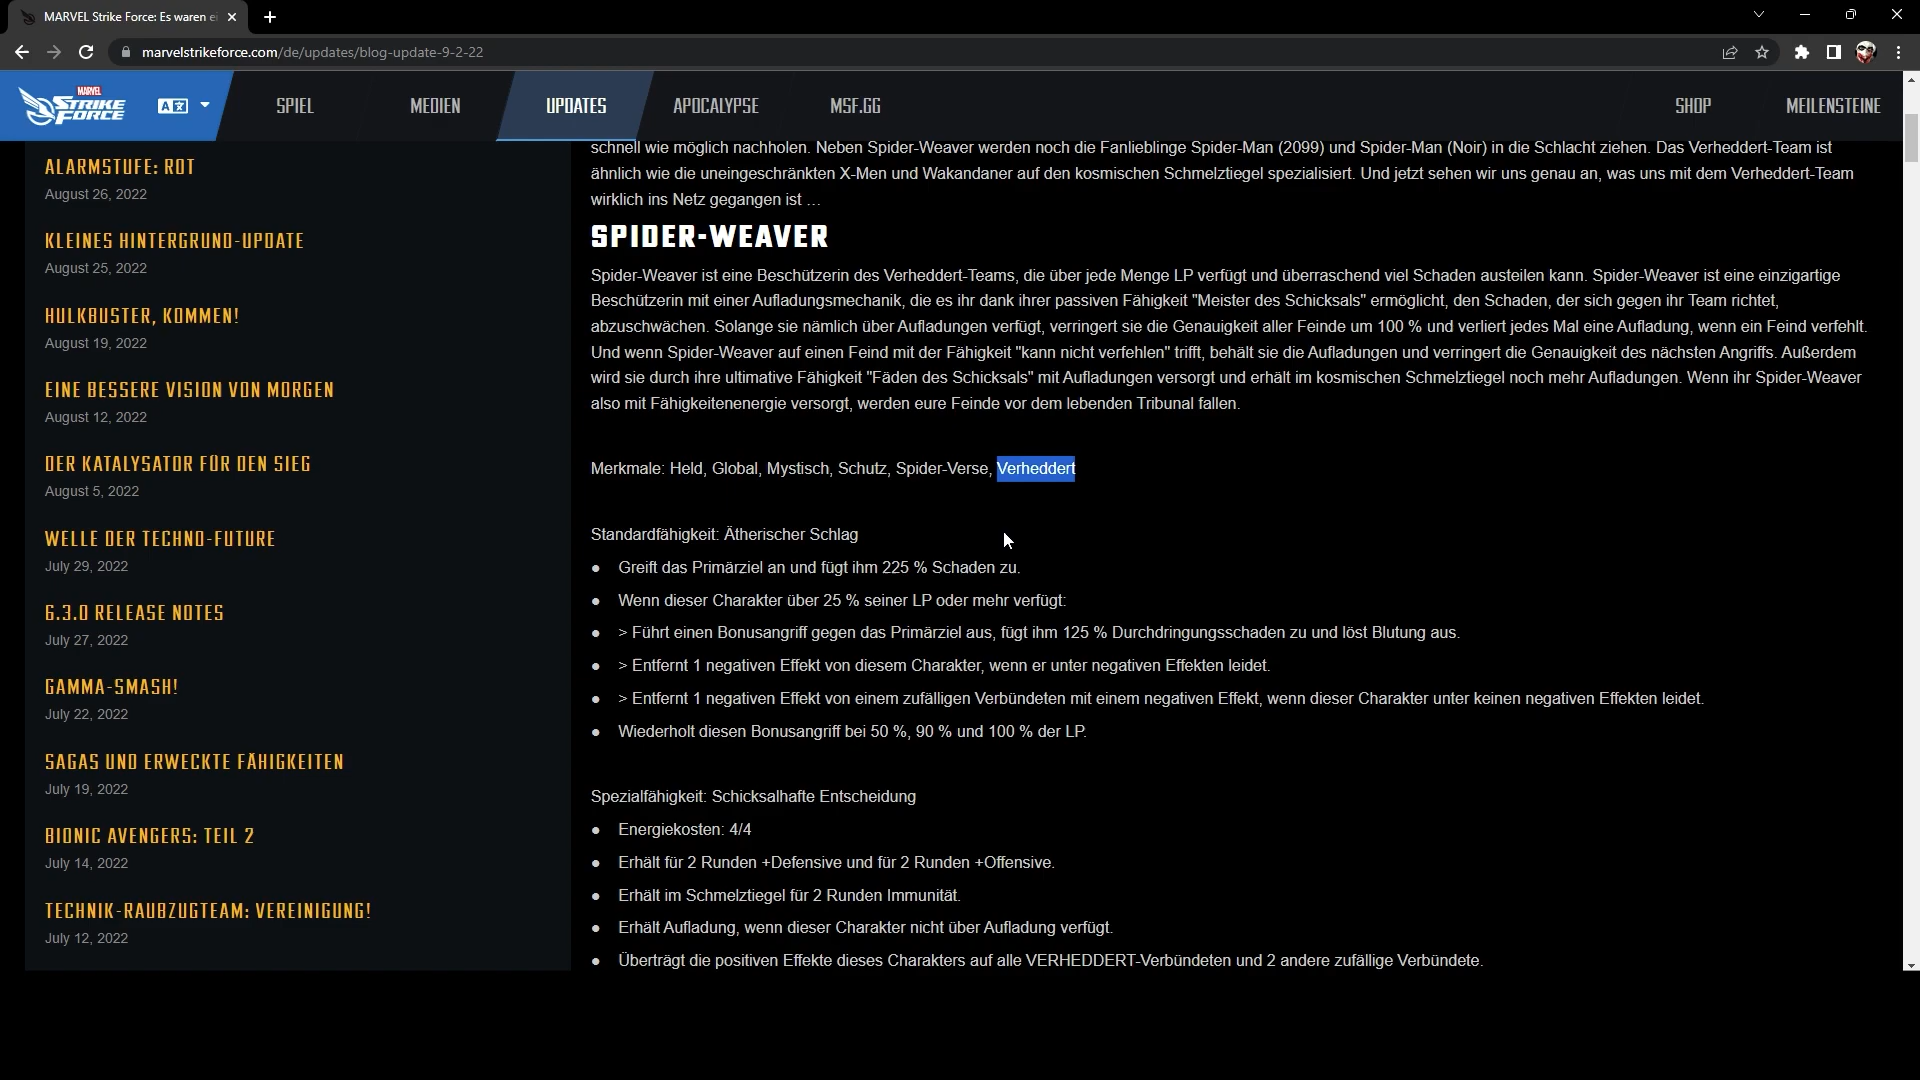 MARVEL Strike Force: Es waren ei
marvelstrikeforce.com/de/updates/blog-update-9-2-22
MARVEL
STRIKE
FORCE
SPIEL
MEDIEN
UPDATES
APOCALYPSE
MSF.GG
SHOP
MEILENSTEINE
ALARMSTUFE: ROT
August 26, 2022
KLEINES HINTERGRUND-UPDATE
August 25, 2022
HULKBUSTER, KOMMEN!
August 19, 2022
EINE BESSERE VISION VON MORGEN
August 12, 2022
DER KATALYSATOR FÜR DEN SIEG
August 5, 2022
WELLE DER TECHNO-FUTURE
July 29, 2022
6.3.0 RELEASE NOTES
July 27, 2022
GAMMA-SMASH!
July 22, 2022
SAGAS UND ERWECKTE FÄHIGKEITEN
July 19, 2022
BIONIC AVENGERS: TEIL 2
July 14, 2022
TECHNIK-RAUBZUGTEAM: VEREINIGUNG!
July 12, 2022
schnell wie möglich nachholen. Neben Spider-Weaver werden noch die Fanlieblinge Spider-Man (2099) und Spider-Man (Noir) in die Schlacht ziehen. Das Verheddert-Team ist
ähnlich wie die uneingeschränkten X-Men und Wakandaner auf den kosmischen Schmelztiegel spezialisiert. Und jetzt sehen wir uns genau an, was uns mit dem Verheddert-Team
wirklich ins Netz gegangen ist …
SPIDER-WEAVER
Spider-Weaver ist eine Beschützerin des Verheddert-Teams, die über jede Menge LP verfügt und überraschend viel Schaden austeilen kann. Spider-Weaver ist eine einzigartige
Beschützerin mit einer Aufladungsmechanik, die es ihr dank ihrer passiven Fähigkeit "Meister des Schicksals" ermöglicht, den Schaden, der sich gegen ihr Team richtet,
abzuschwächen. Solange sie nämlich über Aufladungen verfügt, verringert sie die Genauigkeit aller Feinde um 100 % und verliert jedes Mal eine Aufladung, wenn ein Feind verfehlt.
Und wenn Spider-Weaver auf einen Feind mit der Fähigkeit "kann nicht verfehlen" trifft, behält sie die Aufladungen und verringert die Genauigkeit des nächsten Angriffs. Außerdem
wird sie durch ihre ultimative Fähigkeit "Fäden des Schicksals" mit Aufladungen versorgt und erhält im kosmischen Schmelztiegel noch mehr Aufladungen. Wenn ihr Spider-Weaver
also mit Fähigkeitenenergie versorgt, werden eure Feinde vor dem lebenden Tribunal fallen.
Merkmale: Held, Global, Mystisch, Schutz, Spider-Verse, Verheddert
Standardfähigkeit: Ätherischer Schlag
● Greift das Primärziel an und fügt ihm 225 % Schaden zu.
● Wenn dieser Charakter über 25 % seiner LP oder mehr verfügt:
● > Führt einen Bonusangriff gegen das Primärziel aus, fügt ihm 125 % Durchdringungsschaden zu und löst Blutung aus.
● > Entfernt 1 negativen Effekt von diesem Charakter, wenn er unter negativen Effekten leidet.
● > Entfernt 1 negativen Effekt von einem zufälligen Verbündeten mit einem negativen Effekt, wenn dieser Charakter unter keinen negativen Effekten leidet.
● Wiederholt diesen Bonusangriff bei 50 %, 90 % und 100 % der LP.
Spezialfähigkeit: Schicksalhafte Entscheidung
● Energiekosten: 4/4
● Erhält für 2 Runden +Defensive und für 2 Runden +Offensive.
● Erhält im Schmelztiegel für 2 Runden Immunität.
● Erhält Aufladung, wenn dieser Charakter nicht über Aufladung verfügt.
● Überträgt die positiven Effekte dieses Charakters auf alle VERHEDDERT-Verbündeten und 2 andere zufällige Verbündete.